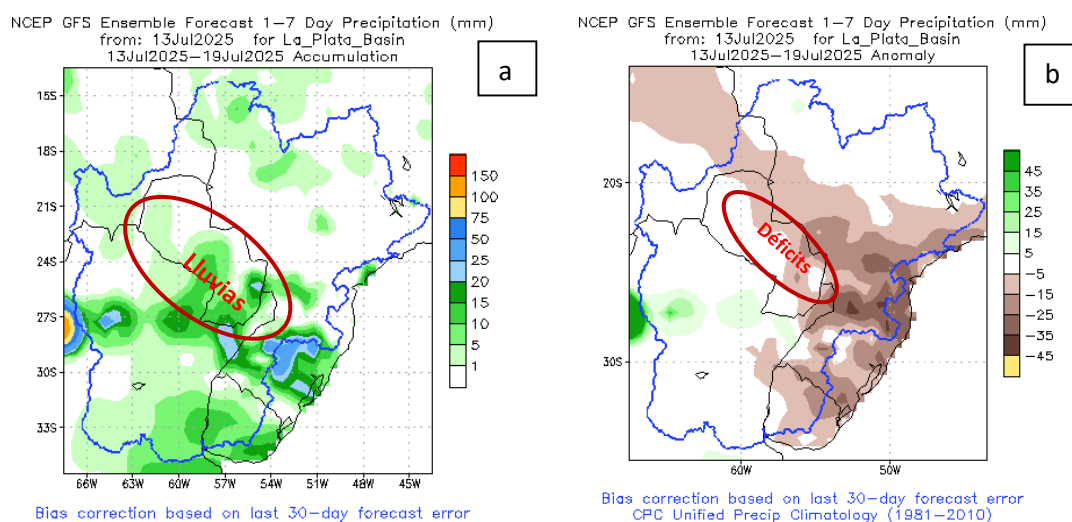 NCEP GFS Ensemble Forecast 1-7 Day Precipitation (mm)
from: 13Jul2025 for La_Plata_Basin
13Jul2025-19Jul2025 Accumulation
a
15S
18S
21S
24S
27S
30S
33S
66W 63W 60W 57W 54W 51W 48W 45W
Lluvias
150
100
75
50
25
20
15
10
5
1
Bias correction based on last 30-day forecast error
NCEP GFS Ensemble Forecast 1-7 Day Precipitation (mm)
from: 13Jul2025 for La_Plata_Basin
13Jul2025-19Jul2025 Anomaly
b
20S
30S
60W 50W
Déficits
45
35
25
15
5
-5
-15
-25
-35
-45
Bias correction based on last 30-day forecast error
CPC Unified Precip Climatology (1981-2010)